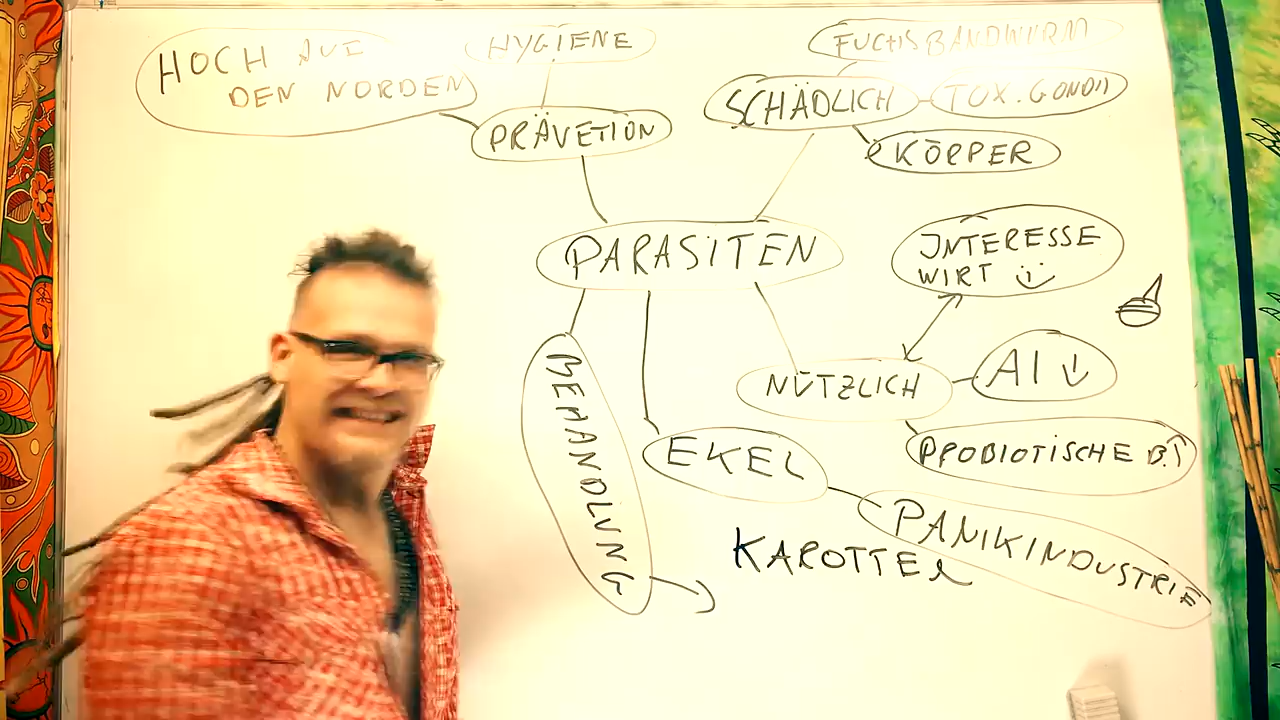 HOCH AUF
DEN NORDEN
HYGIENE
PRÄVETION
FUCHSBANDWURM
SCHÄDLICH
TOX. GONDII
KÖRPER
PARASITEN
INTERESSE
WIRT
NÜTZLICH
AI ↓
PROBIOTISCHE B.↑
BEHANDLUNG
EKEL
PANIKINDUSTRIE
KAROTTEN